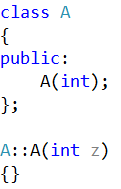 class A
{
public:
    A(int);
};

A::A(int z)
{}